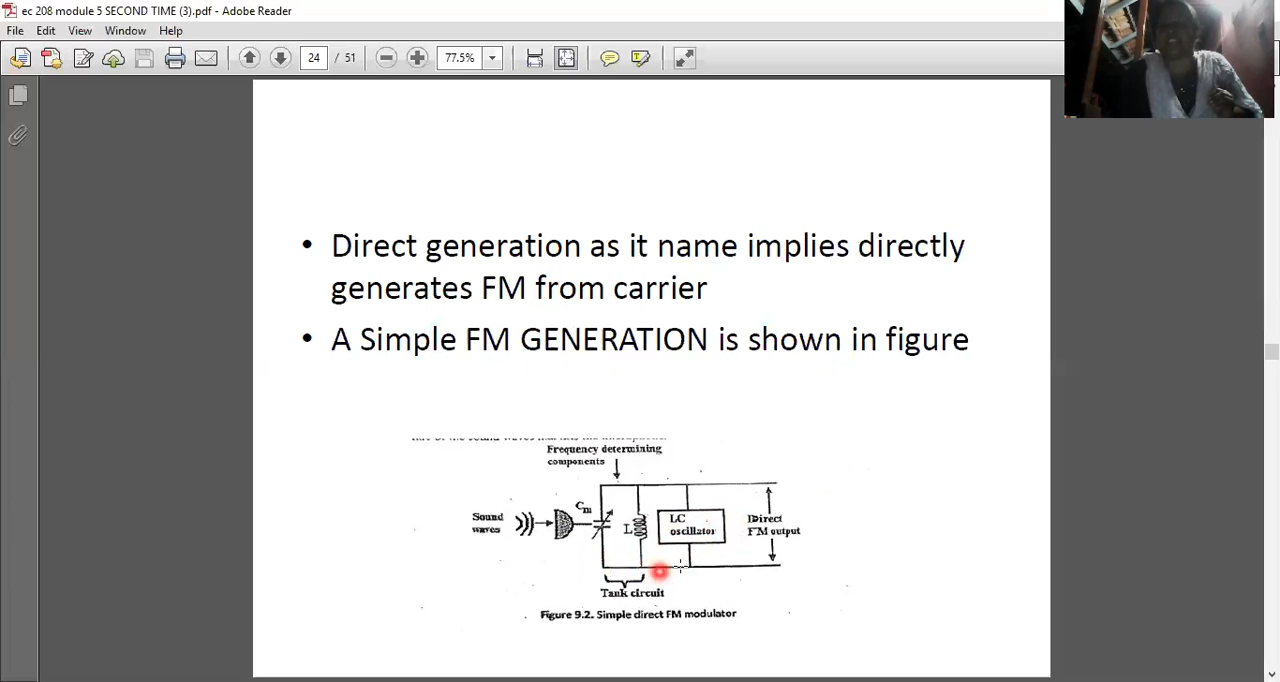 ec 208 module 5 SECOND TIME (3).pdf - Adobe Reader
File Edit View Window Help
24 / 51 77.5%
• Direct generation as it name implies directly
generates FM from carrier
• A Simple FM GENERATION is shown in figure
Frequency determining
components
Sound
waves
Cm
L
LC
oscillator
Direct
FM output
Tank circuit
Figure 9.2. Simple direct FM modulator